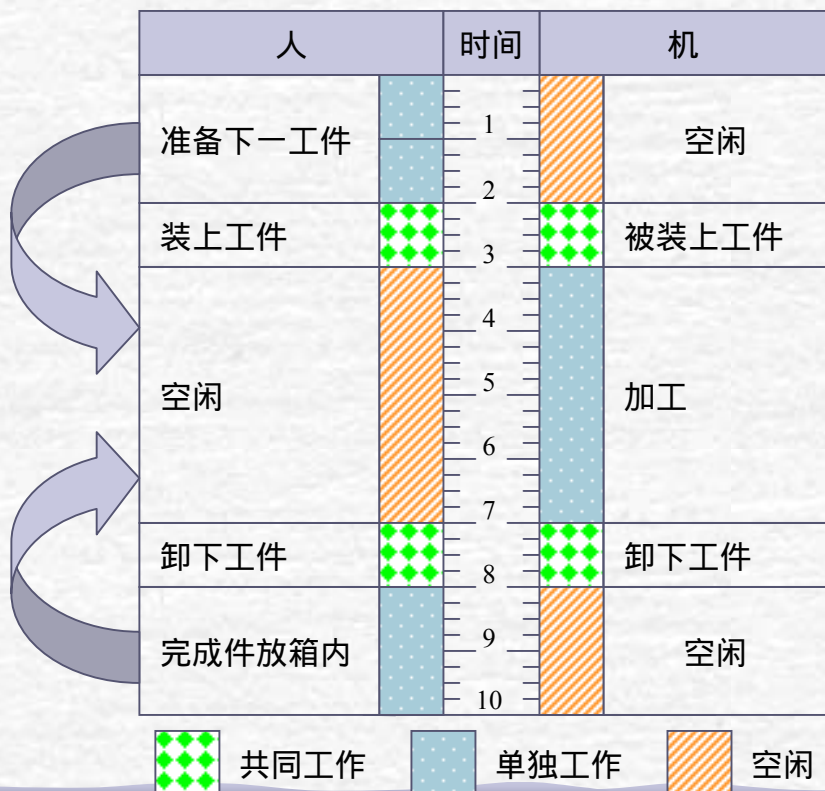 人 时间 机
准备下一工件 1 空闲
2
装上工件 被装上工件
3
4
空闲 5 加工
6
7
卸下工件 卸下工件
8
完成件放箱内 9 空闲
10
共同工作 单独工作 空闲